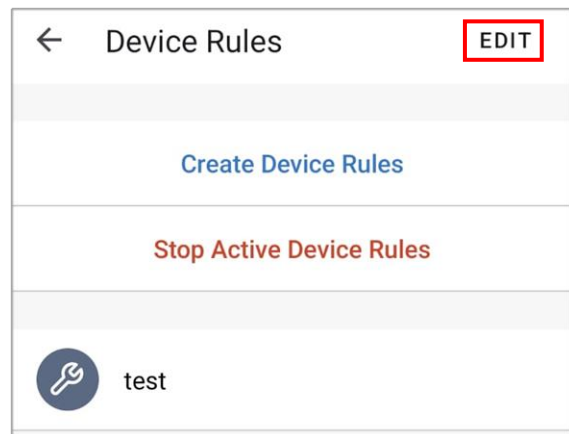 Device Rules EDIT
Create Device Rules
Stop Active Device Rules
test